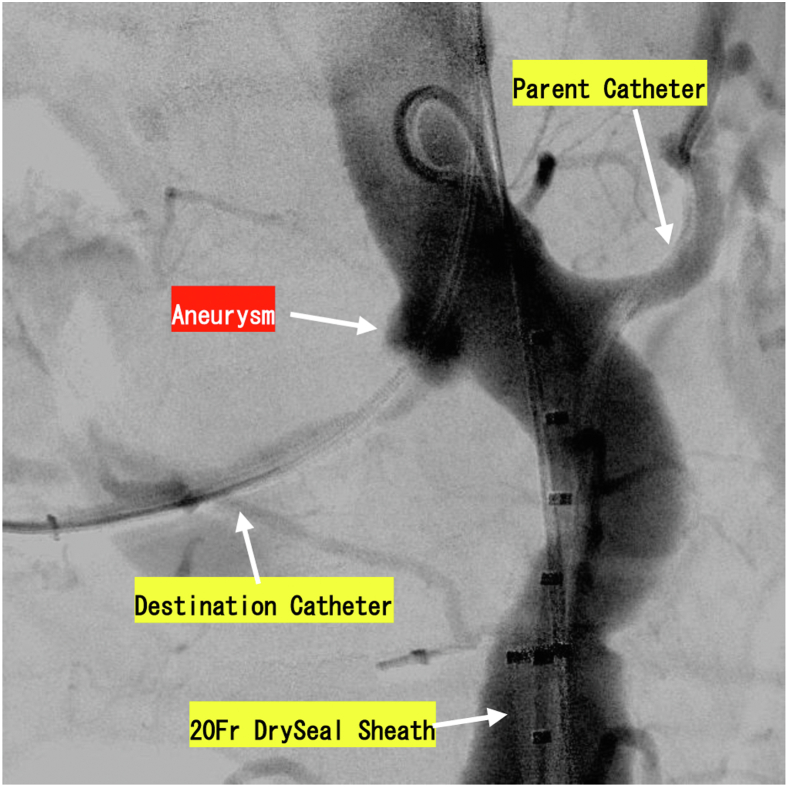 Parent Catheter
Aneurysm
Destination Catheter
20Fr DrySeal Sheath